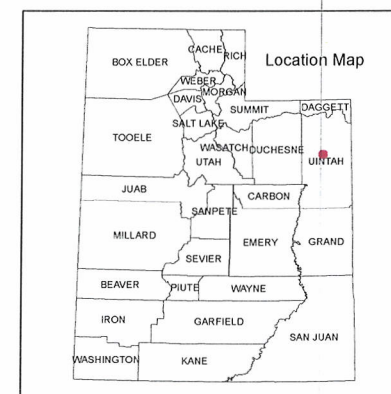 CACHE
RICH
BOX ELDER
Location Map
WEBER
MORGAN
DAVIS
SUMMIT
DAGGETT
SALT LAKE
TOOELE
WASATCH
DUCHESNE
UTAH
UINTAH
JUAB
CARBON
SANPETE
MILLARD
EMERY
GRAND
SEVIER
BEAVER
PIUTE
WAYNE
IRON
GARFIELD
SAN JUAN
WASHINGTON
KANE